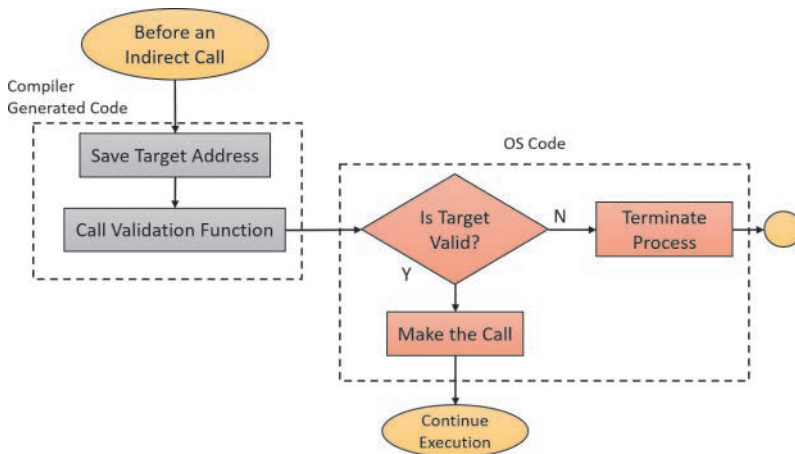 Before an
Indirect Call
Compiler
Generated Code
Save Target Address
Call Validation Function
OS Code
Is Target
Valid?
N
Y
Terminate
Process
Make the Call
Continue
Execution